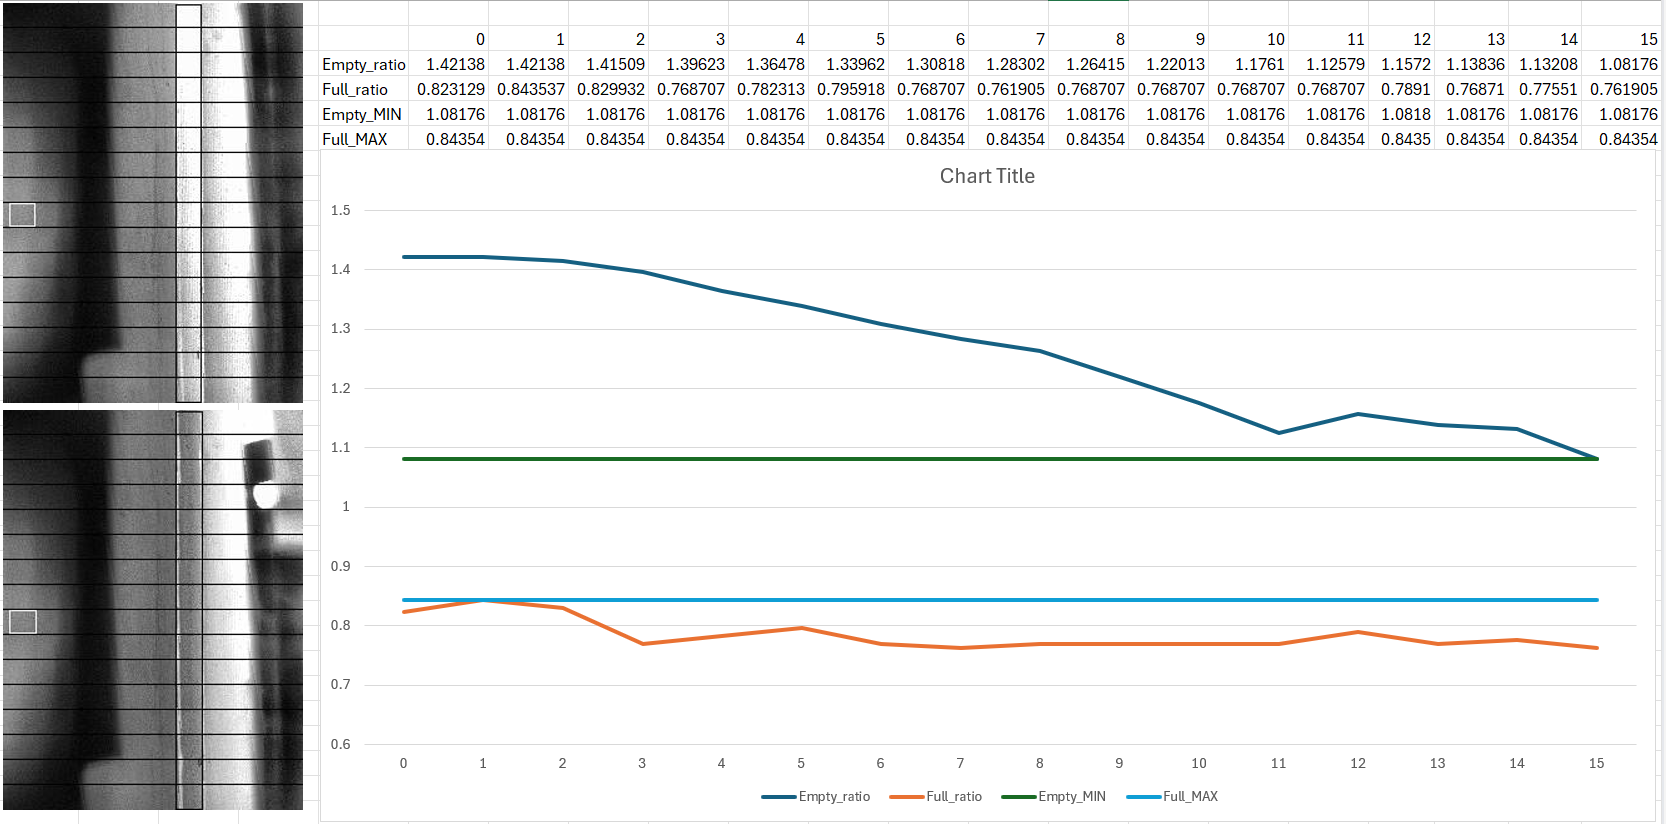 0 1 2 3 4 5 6 7 8 9 10 11 12 13 14 15
Empty_ratio 1.42138 1.42138 1.41509 1.39623 1.36478 1.33962 1.30818 1.28302 1.26415 1.22013 1.1761 1.12579 1.1572 1.13836 1.13208 1.08176
Full_ratio 0.823129 0.843537 0.829932 0.768707 0.782313 0.795918 0.768707 0.761905 0.768707 0.768707 0.768707 0.768707 0.7891 0.76871 0.77551 0.761905
Empty_MIN 1.08176 1.08176 1.08176 1.08176 1.08176 1.08176 1.08176 1.08176 1.08176 1.08176 1.08176 1.08176 1.0818 1.08176 1.08176 1.08176
Full_MAX 0.84354 0.84354 0.84354 0.84354 0.84354 0.84354 0.84354 0.84354 0.84354 0.84354 0.84354 0.84354 0.8435 0.84354 0.84354 0.84354
Chart Title
1.5
1.4
1.3
1.2
1.1
1
0.9
0.8
0.7
0.6
0 1 2 3 4 5 6 7 8 9 10 11 12 13 14 15
Empty_ratio Full_ratio Empty_MIN Full_MAX